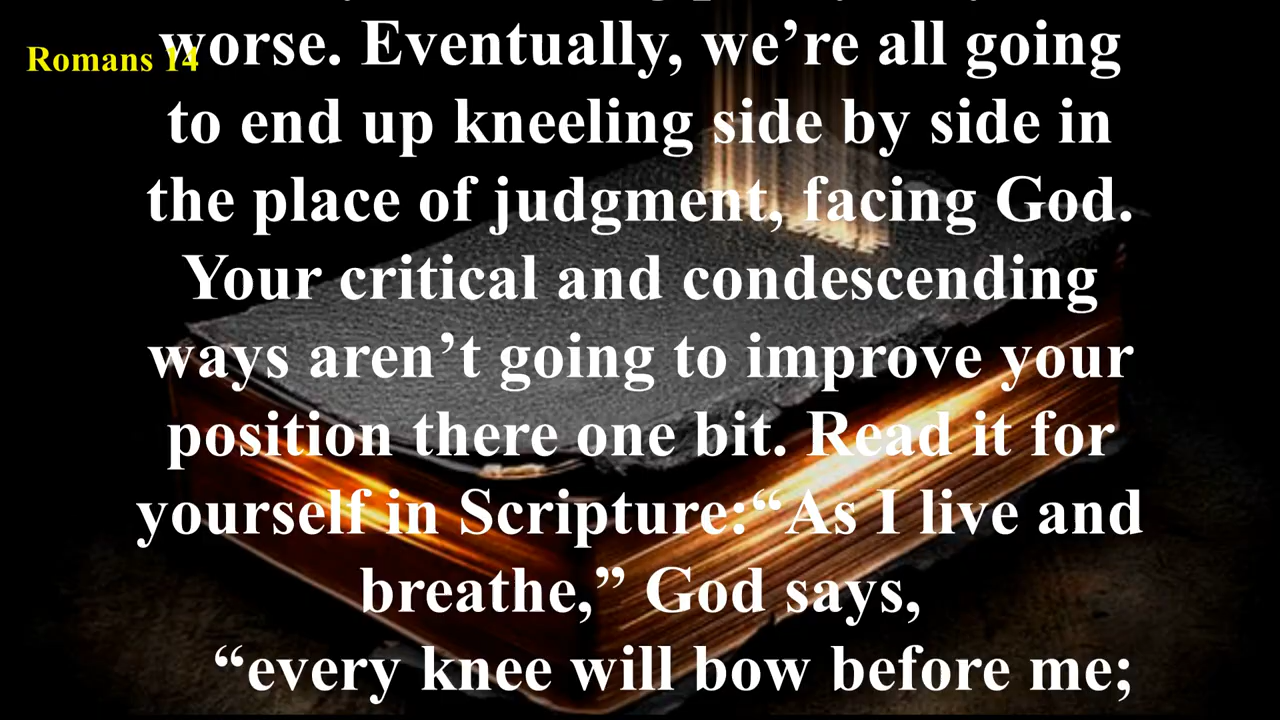 Romans 14
worse. Eventually, we’re all going
to end up kneeling side by side in
the place of judgment, facing God.
Your critical and condescending
ways aren’t going to improve your
position there one bit. Read it for
yourself in Scripture:“As I live and
breathe,” God says,
“every knee will bow before me;